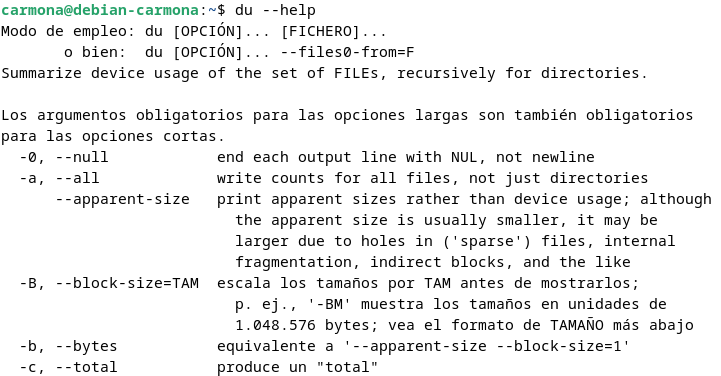 carmona@debian-carmona:~$ du --help
Modo de empleo: du [OPCIÓN]... [FICHERO]...
       o bien:  du [OPCIÓN]... --files0-from=F
Summarize device usage of the set of FILEs, recursively for directories.

Los argumentos obligatorios para las opciones largas son también obligatorios
para las opciones cortas.
  -0, --null            end each output line with NUL, not newline
  -a, --all             write counts for all files, not just directories
      --apparent-size   print apparent sizes rather than device usage; although
                          the apparent size is usually smaller, it may be
                          larger due to holes in ('sparse') files, internal
                          fragmentation, indirect blocks, and the like
  -B, --block-size=TAM  escala los tamaños por TAM antes de mostrarlos;
                          p. ej., '-BM' muestra los tamaños en unidades de
                          1.048.576 bytes; vea el formato de TAMAÑO más abajo
  -b, --bytes           equivalente a '--apparent-size --block-size=1'
  -c, --total           produce un "total"